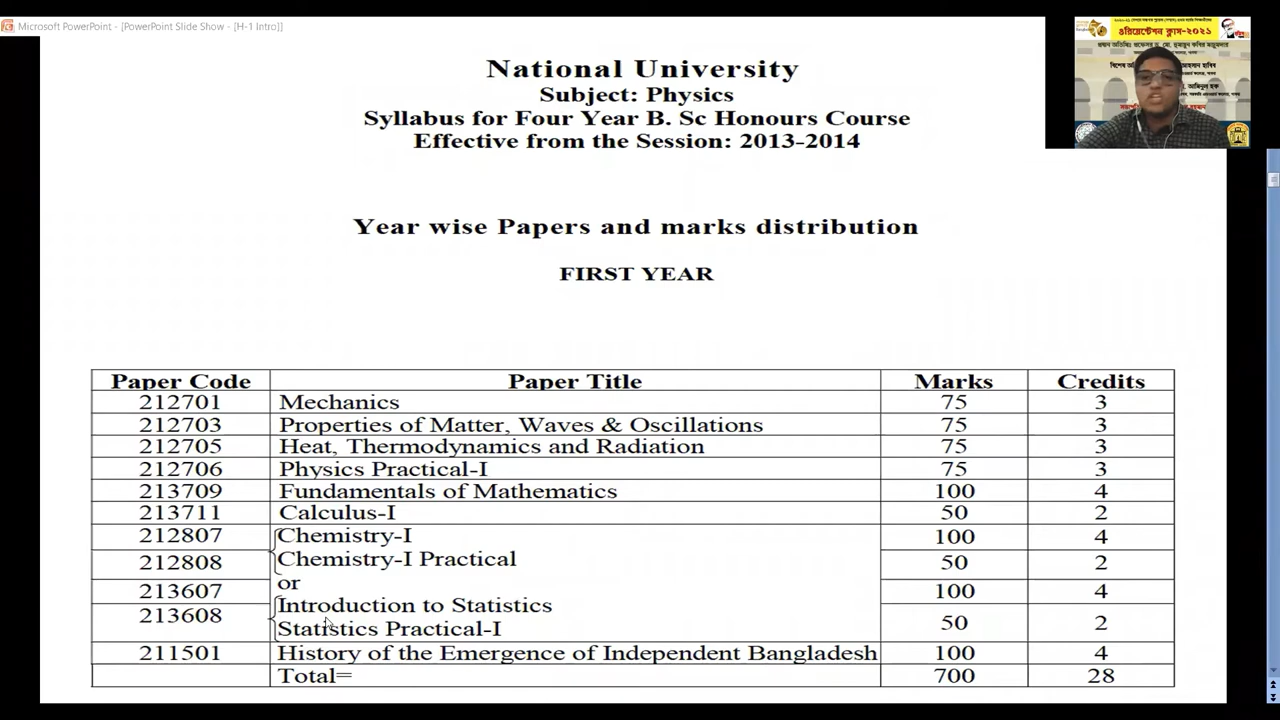 Microsoft PowerPoint - [PowerPoint Slide Show - [H-1 Intro]]
ওরিয়েন্টেশন ক্লাস-২০২১
National University
Subject: Physics
Syllabus for Four Year B. Sc Honours Course
Effective from the Session: 2013-2014
Year wise Papers and marks distribution
FIRST YEAR
Paper Code Paper Title Marks Credits
212701 Mechanics 75 3
212703 Properties of Matter, Waves & Oscillations 75 3
212705 Heat, Thermodynamics and Radiation 75 3
212706 Physics Practical-I 75 3
213709 Fundamentals of Mathematics 100 4
213711 Calculus-I 50 2
212807 Chemistry-I 100 4
212808 Chemistry-I Practical 50 2
or
213607 Introduction to Statistics 100 4
213608 Statistics Practical-I 50 2
211501 History of the Emergence of Independent Bangladesh 100 4
Total= 700 28